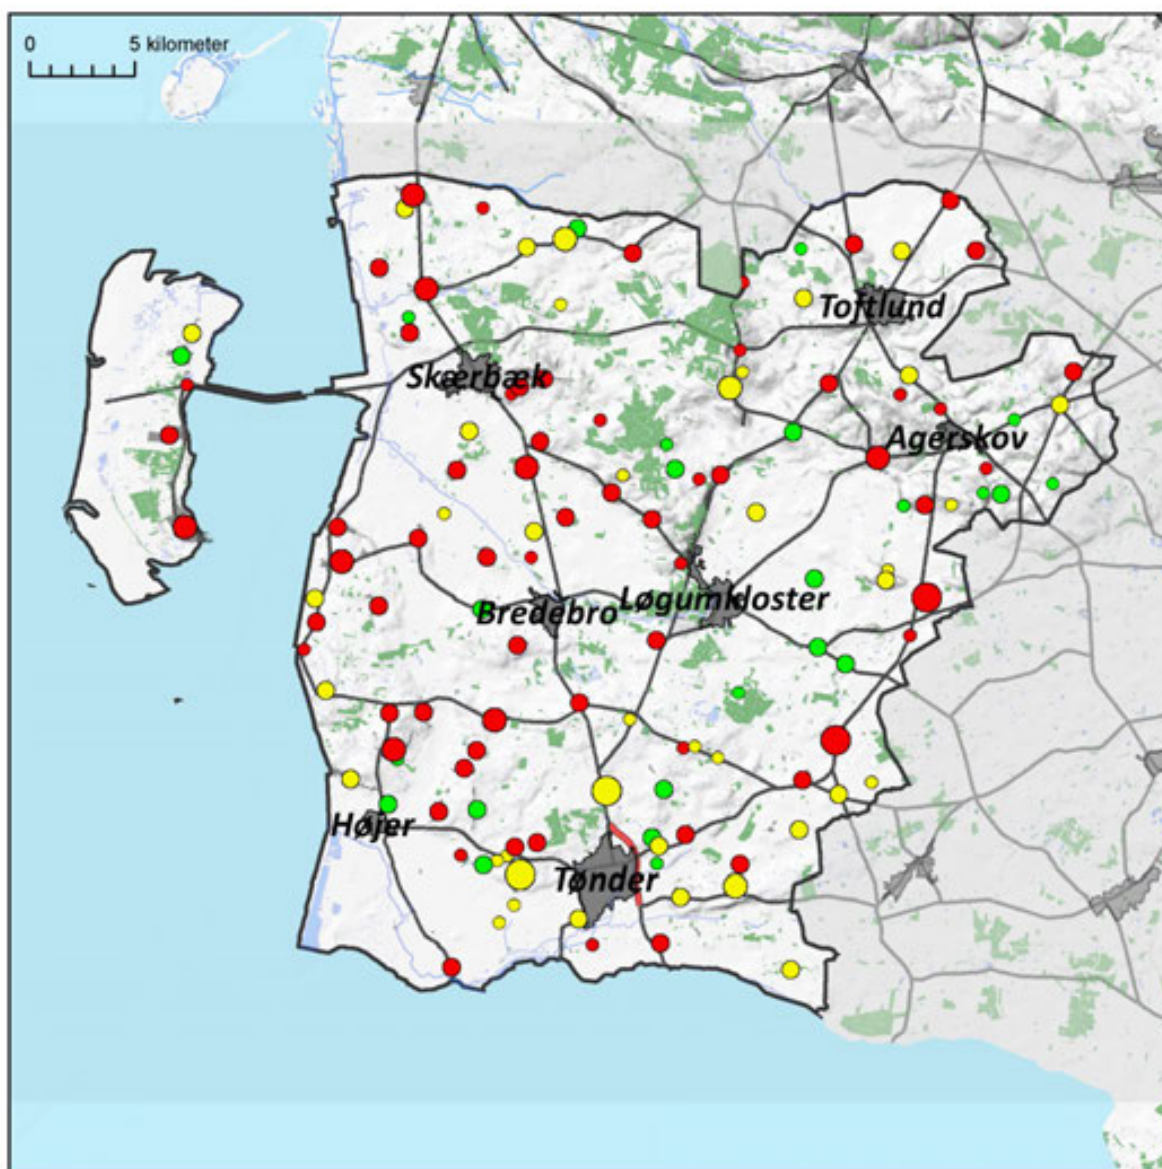 0 5 kilometer
Toftlund
Skærbæk
Agerskov
Bredebro
Løgumkloster
Højer
Tønder